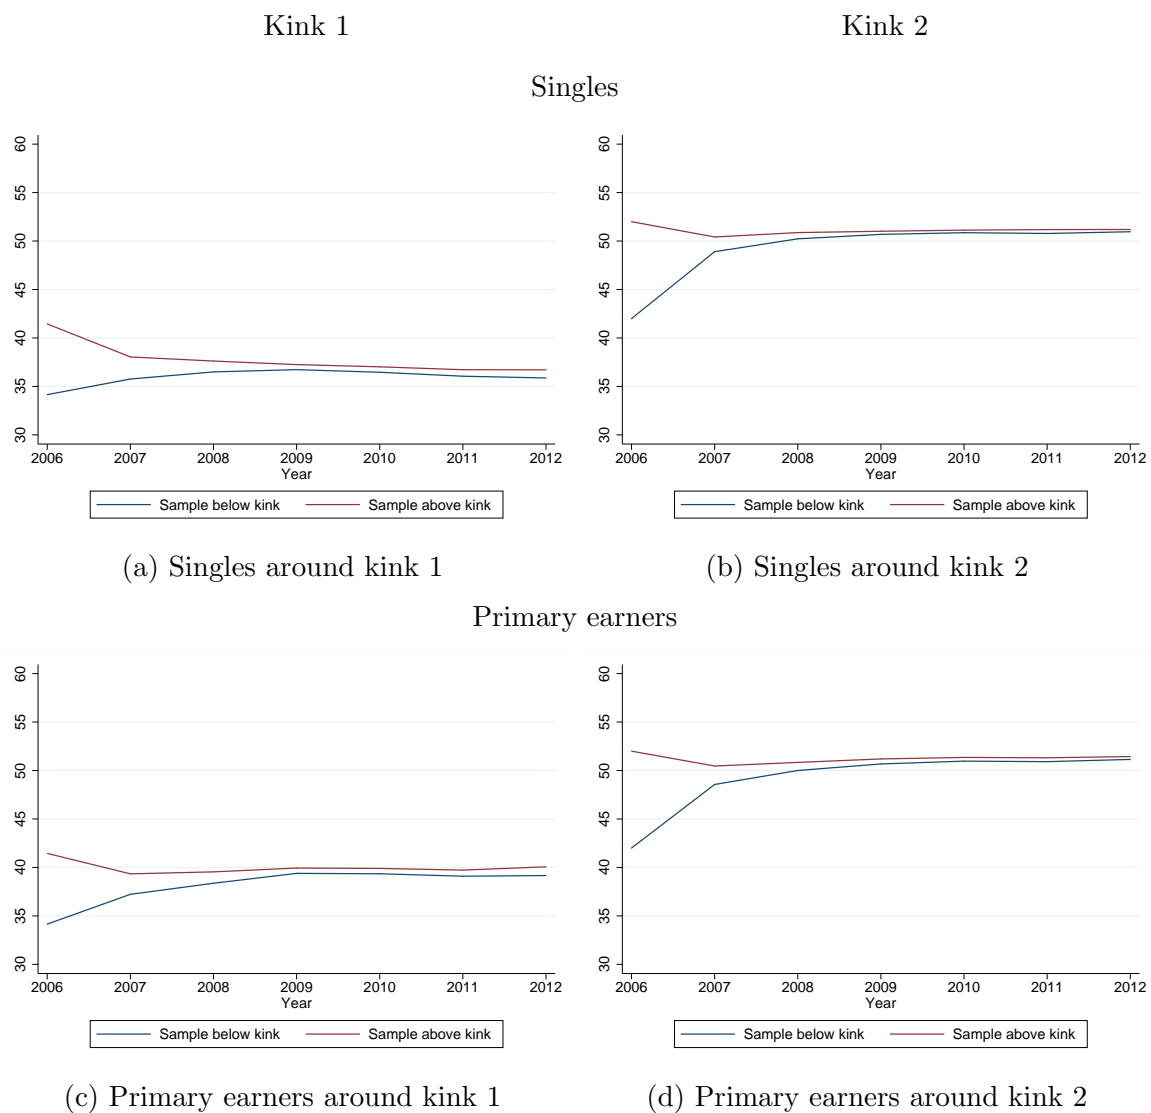 Kink 1 Kink 2
Singles
60
55
50
45
40
35
30
2006 2007 2008 2009 2010 2011 2012
Year
Sample below kink Sample above kink
(a) Singles around kink 1
60
55
50
45
40
35
30
2006 2007 2008 2009 2010 2011 2012
Year
Sample below kink Sample above kink
(b) Singles around kink 2
Primary earners
60
55
50
45
40
35
30
2006 2007 2008 2009 2010 2011 2012
Year
Sample below kink Sample above kink
(c) Primary earners around kink 1
60
55
50
45
40
35
30
2006 2007 2008 2009 2010 2011 2012
Year
Sample below kink Sample above kink
(d) Primary earners around kink 2